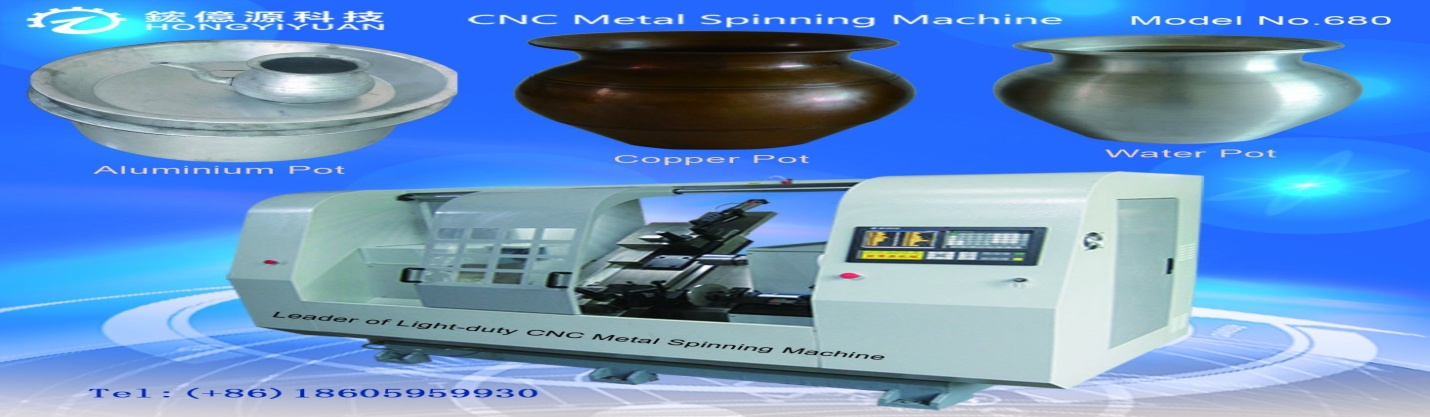 鋐億源科技
HONGYIYUAN
CNC Metal Spinning Machine
Model No.680
Aluminium Pot
Copper Pot
Water Pot
Leader of Light-duty CNC Metal Spinning Machine
Tel:(+86)18605959930